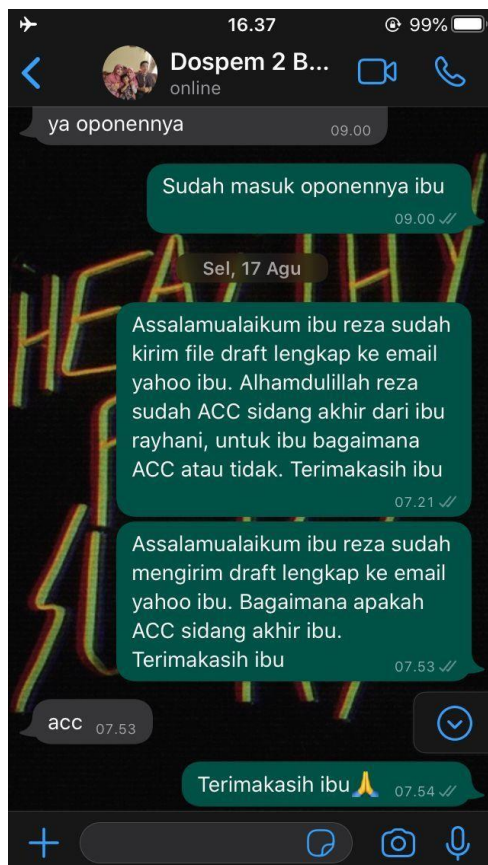 16.37
99%
Dospem 2 B...
online
ya oponennya
09.00
Sudah masuk oponennya ibu
09.00
Sel, 17 Agu
Assalamualaikum ibu reza sudah
kirim file draft lengkap ke email
yahoo ibu. Alhamdulillah reza
sudah ACC sidang akhir dari ibu
rayhani, untuk ibu bagaimana
ACC atau tidak. Terimakasih ibu
07.21
Assalamualaikum ibu reza sudah
mengirim draft lengkap ke email
yahoo ibu. Bagaimana apakah
ACC sidang akhir ibu.
Terimakasih ibu
07.53
acc 07.53
Terimakasih ibu🙏 07.54
HEALTHY